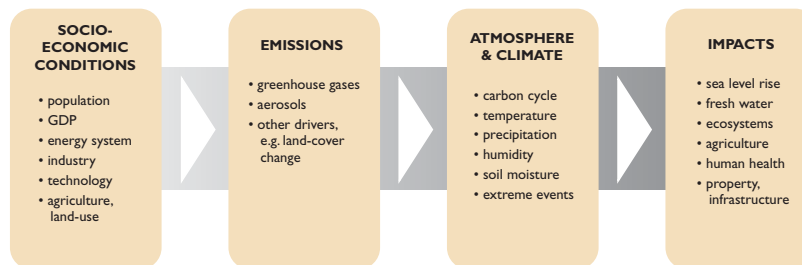 SOCIO-
ECONOMIC
CONDITIONS
• population
• GDP
• energy system
• industry
• technology
• agriculture,
land-use
EMISSIONS
• greenhouse gases
• aerosols
• other drivers,
e.g. land-cover
change
ATMOSPHERE
& CLIMATE
• carbon cycle
• temperature
• precipitation
• humidity
• soil moisture
• extreme events
IMPACTS
• sea level rise
• fresh water
• ecosystems
• agriculture
• human health
• property,
infrastructure